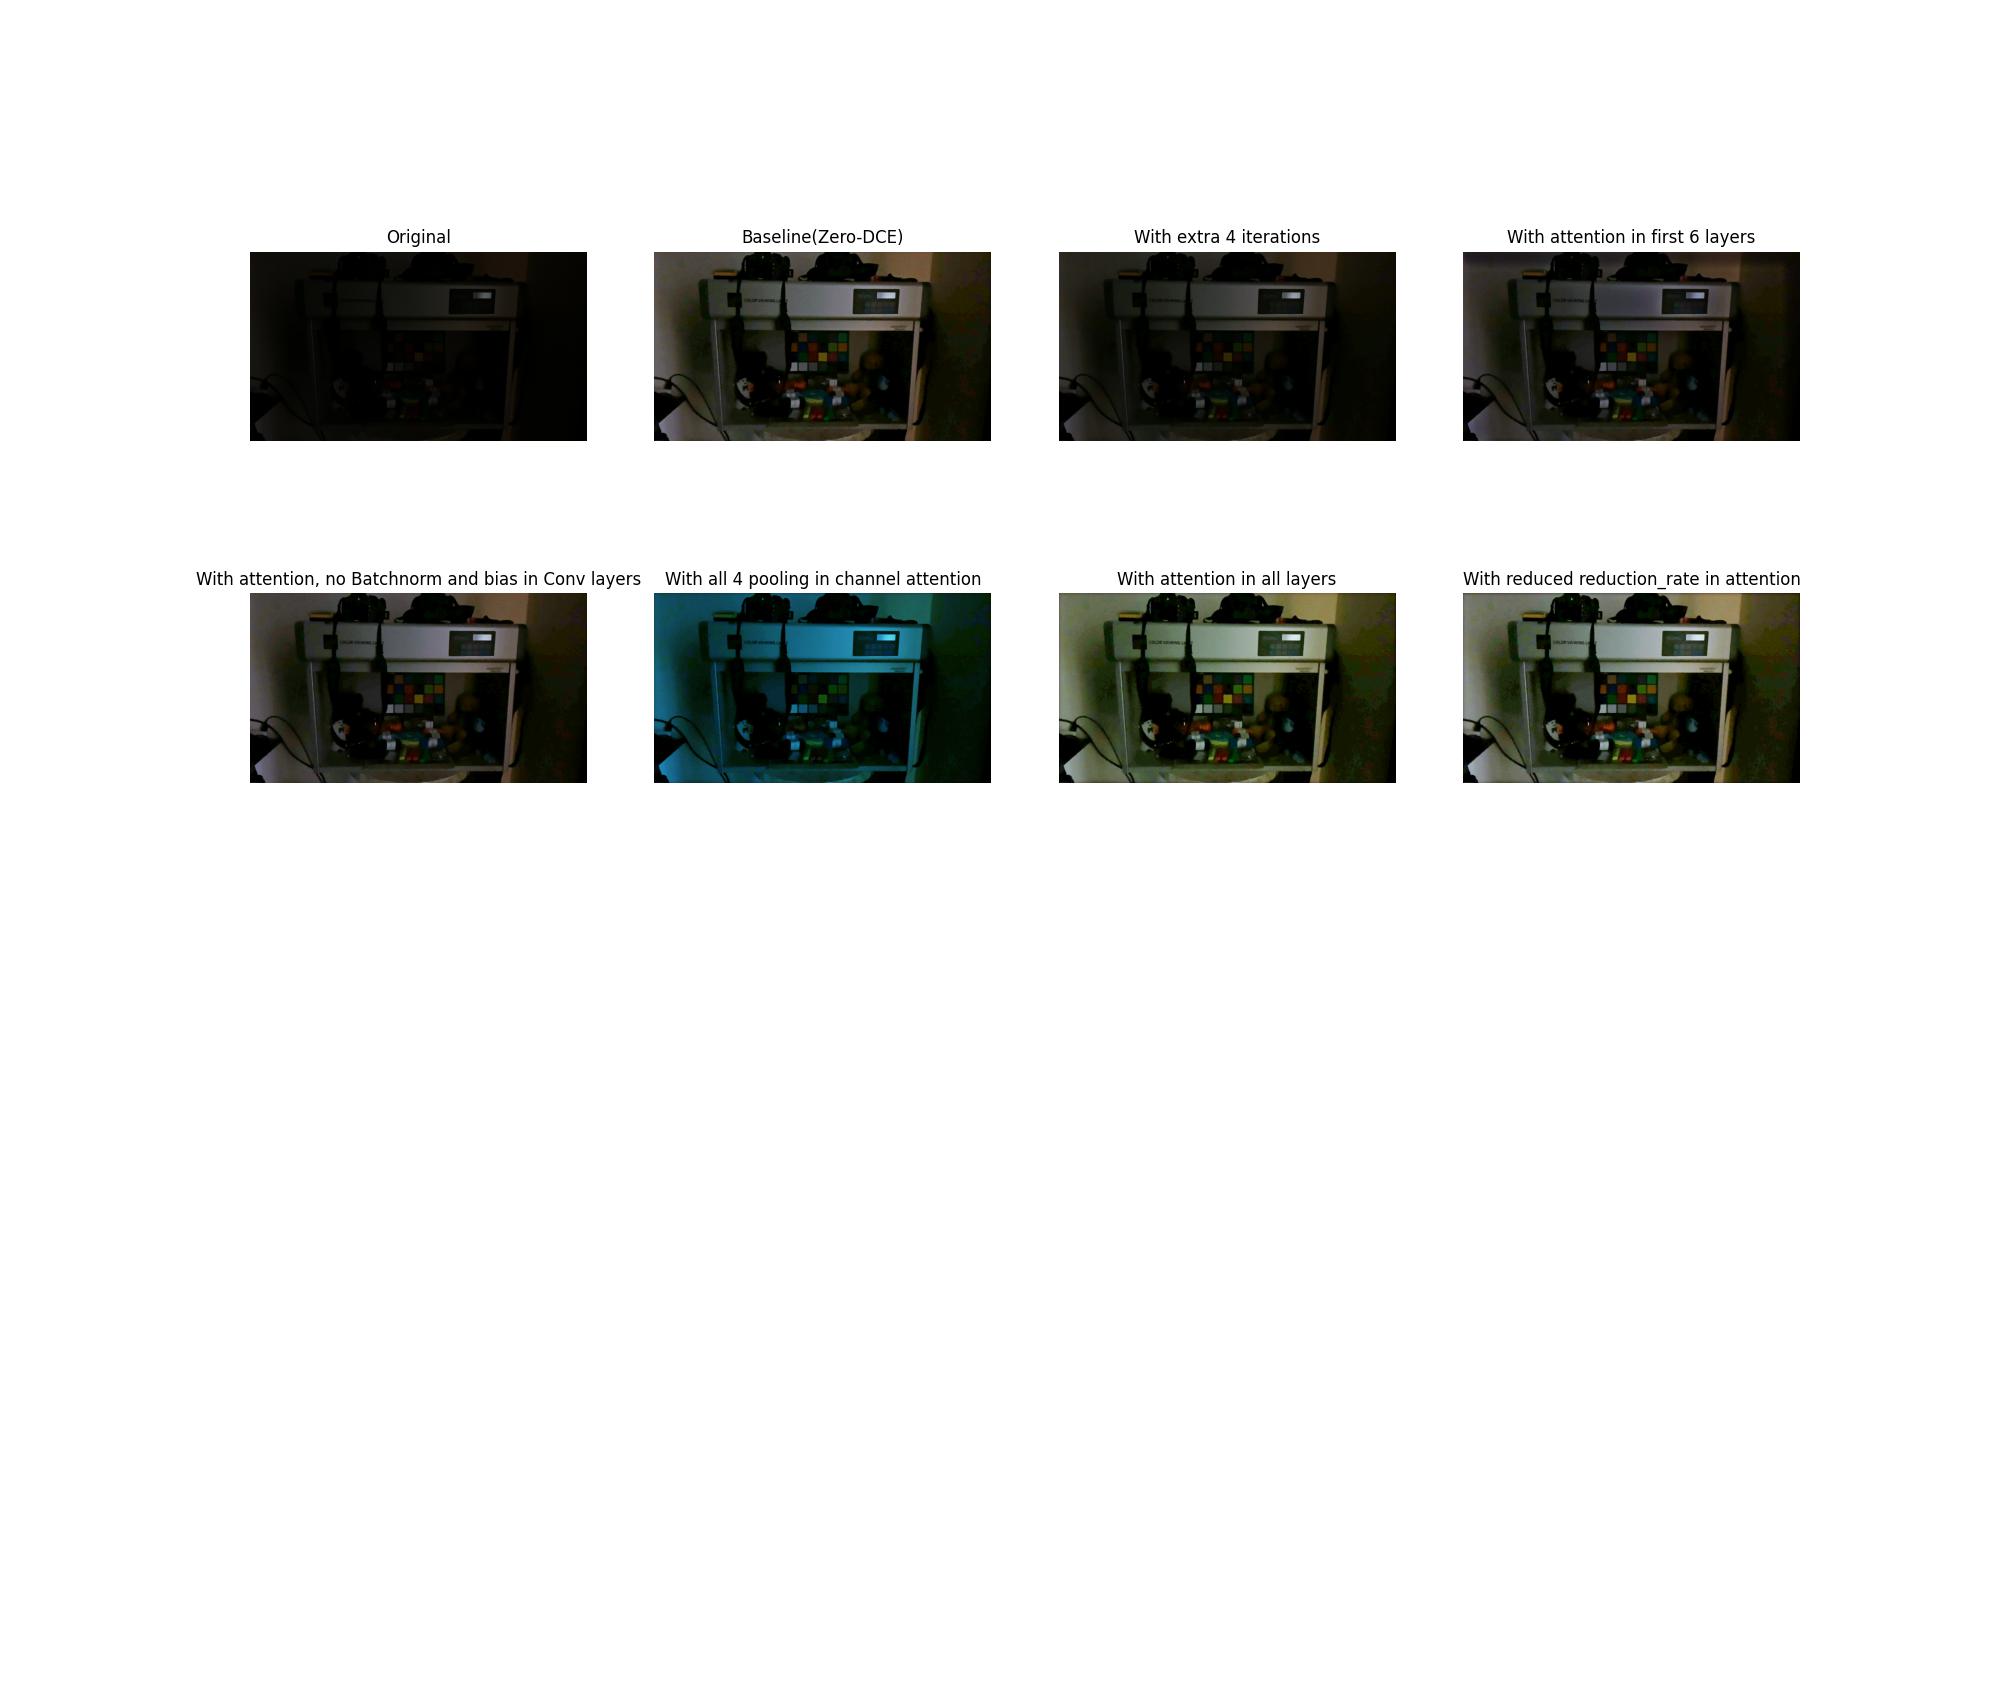 Original
Baseline(Zero-DCE)
With extra 4 iterations
With attention in first 6 layers
With attention, no Batchnorm and bias in Conv layers
With all 4 pooling in channel attention
With attention in all layers
With reduced reduction_rate in attention